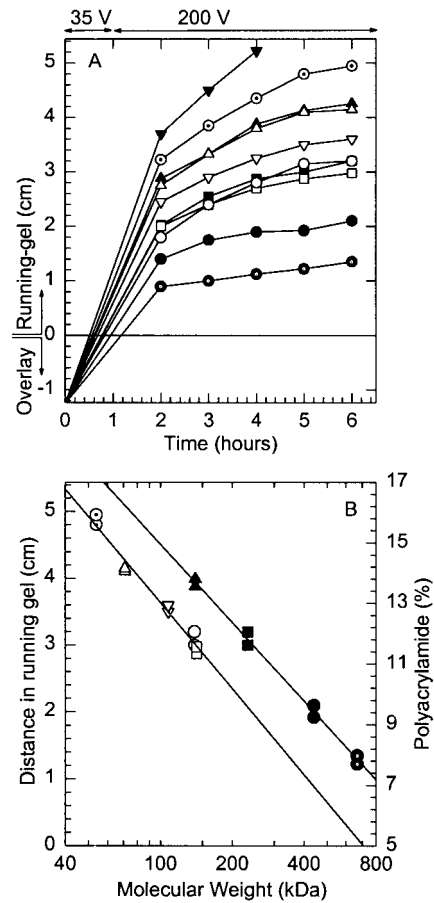 35 V 200 V
A
5
4
3
2
1
0
-1
Overlay Running-gel (cm)
0 1 2 3 4 5 6
Time (hours)
B
5
4
3
2
1
0
Distance in running gel (cm)
17
15
13
11
9
7
5
Polyacrylamide (%)
40 100 200 400 800
Molecular Weight (kDa)